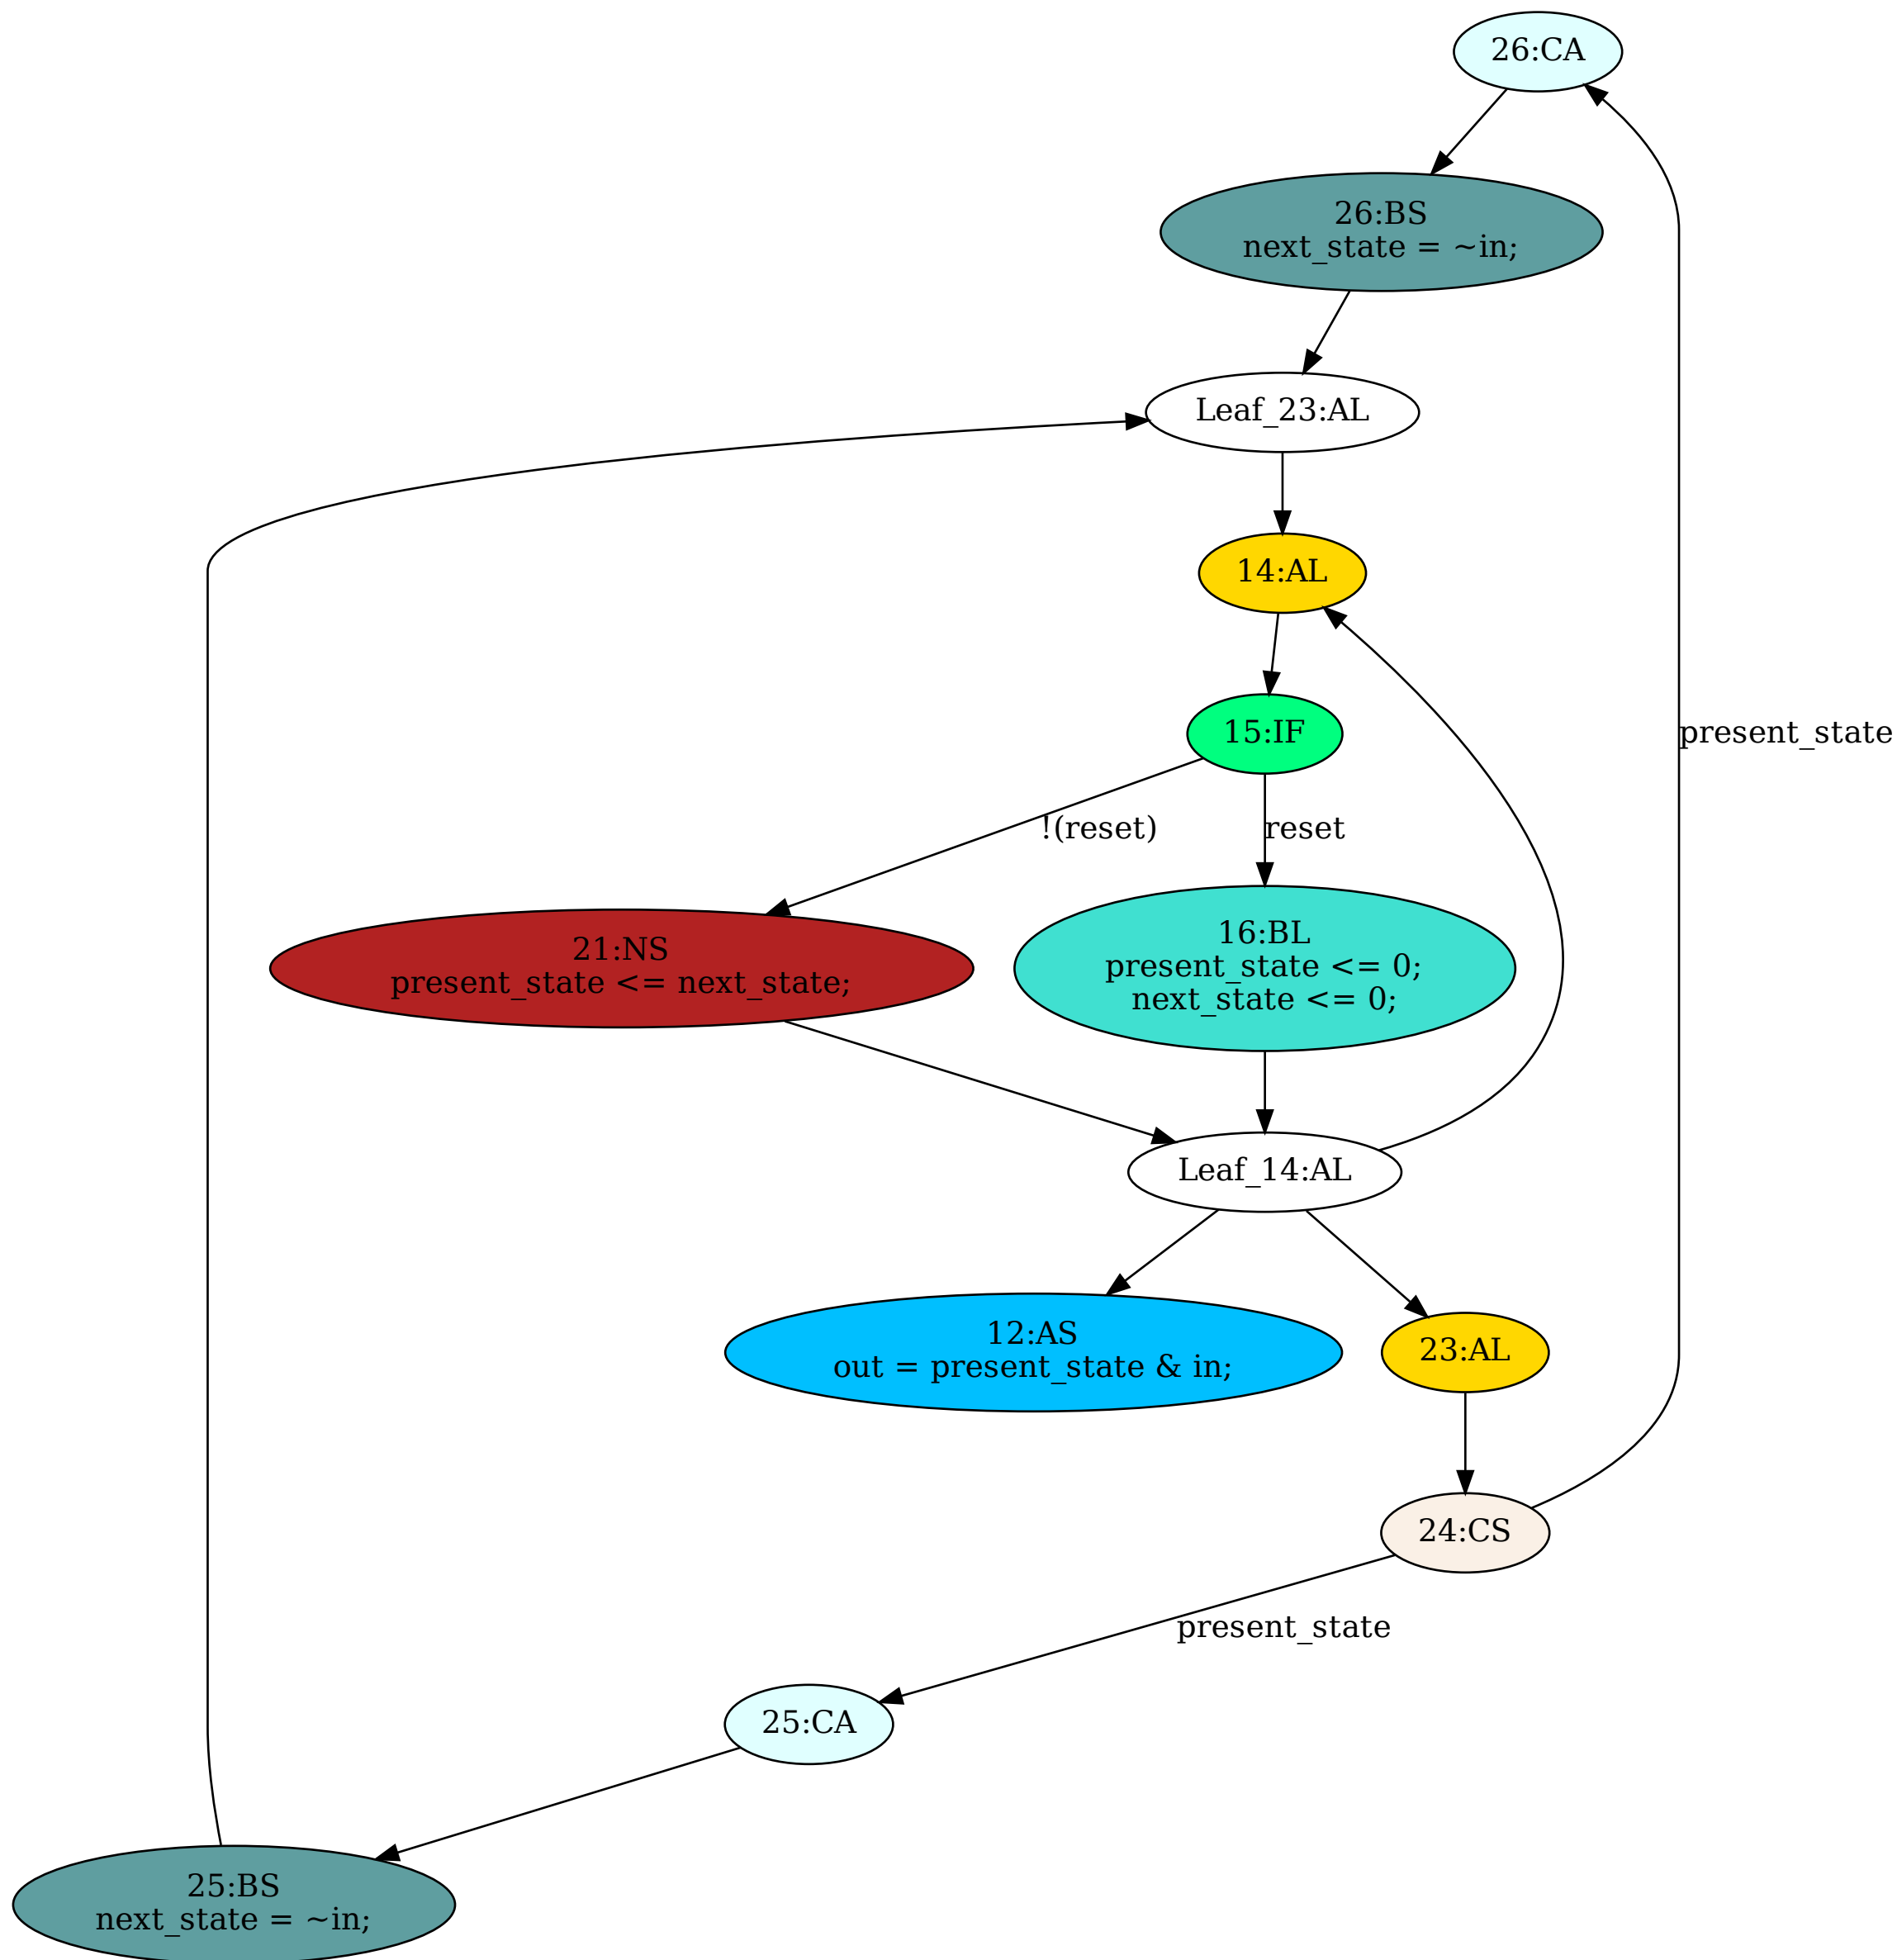 26:CA
26:BS
next_state = ~in;
Leaf_23:AL
14:AL
15:IF
present_state
!(reset)
reset
21:NS
present_state <= next_state;
16:BL
present_state <= 0;
next_state <= 0;
Leaf_14:AL
12:AS
out = present_state & in;
23:AL
24:CS
present_state
25:CA
25:BS
next_state = ~in;